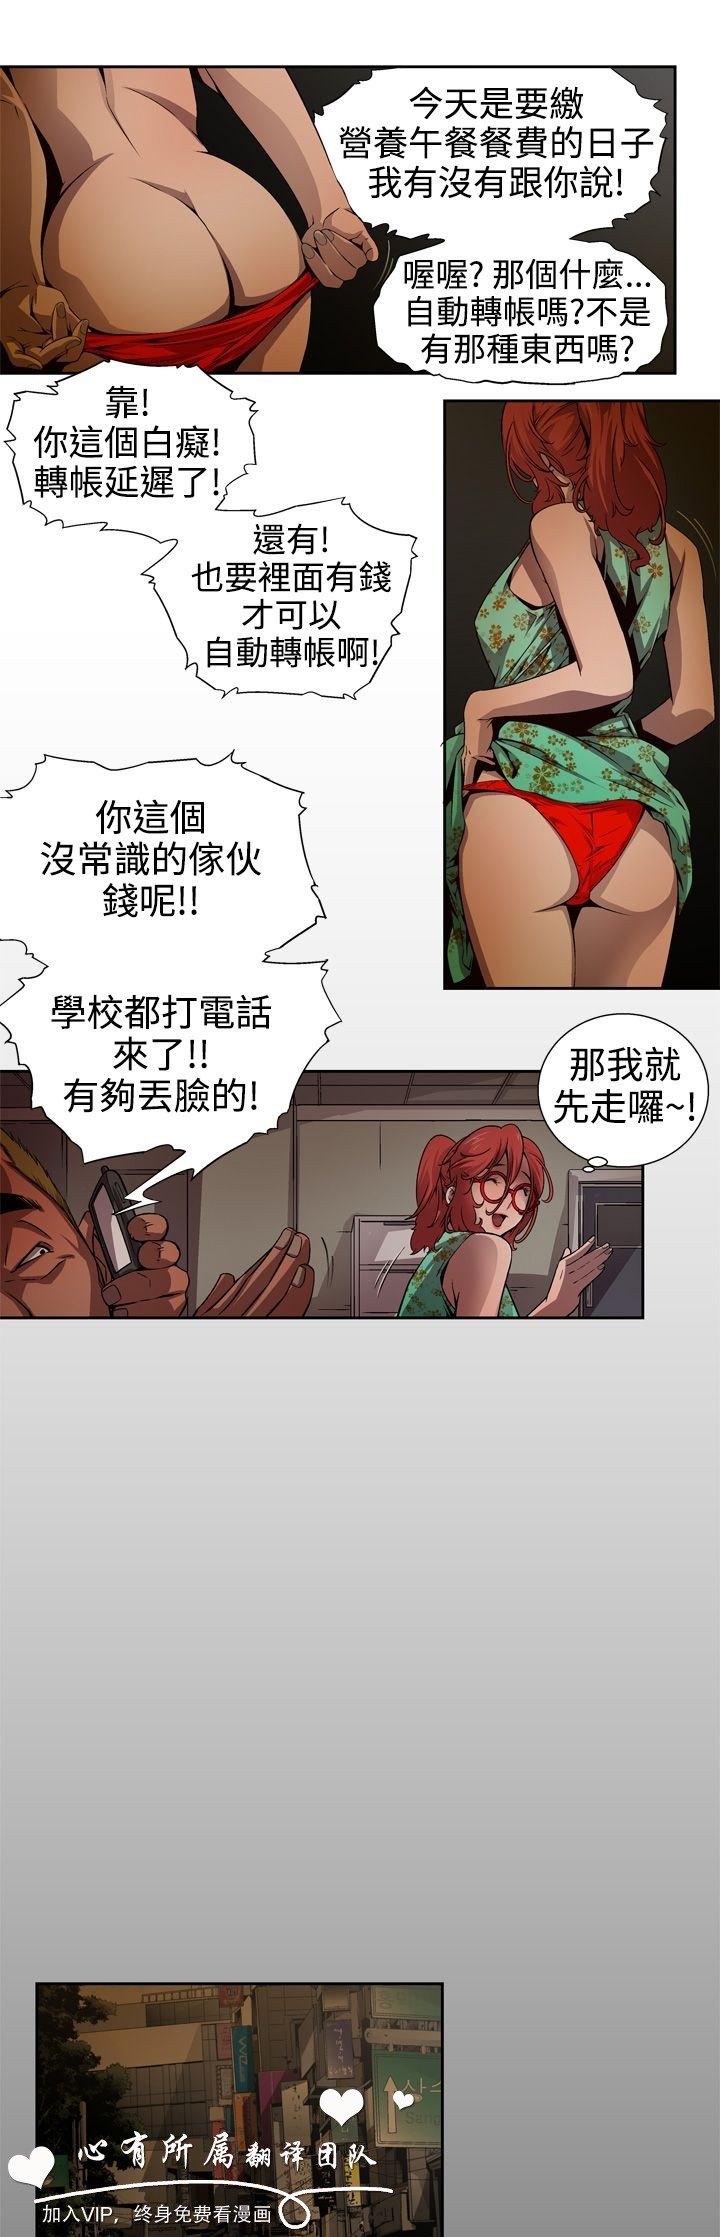 今天是要繳
營養午餐餐費的日子
我有沒有跟你說!
喔喔? 那個什麼...
自動轉帳嗎?不是
有那種東西嗎?
靠!
你這個白癡!
轉帳延遲了!
還有!
也要裡面有錢
才可以
自動轉帳啊!
你這個
沒常識的傢伙
錢呢!!
學校都打電話
來了!!
有夠丟臉的!
那我就
先走囉~!
心有所属翻译团队
加入VIP，终身免费看漫画